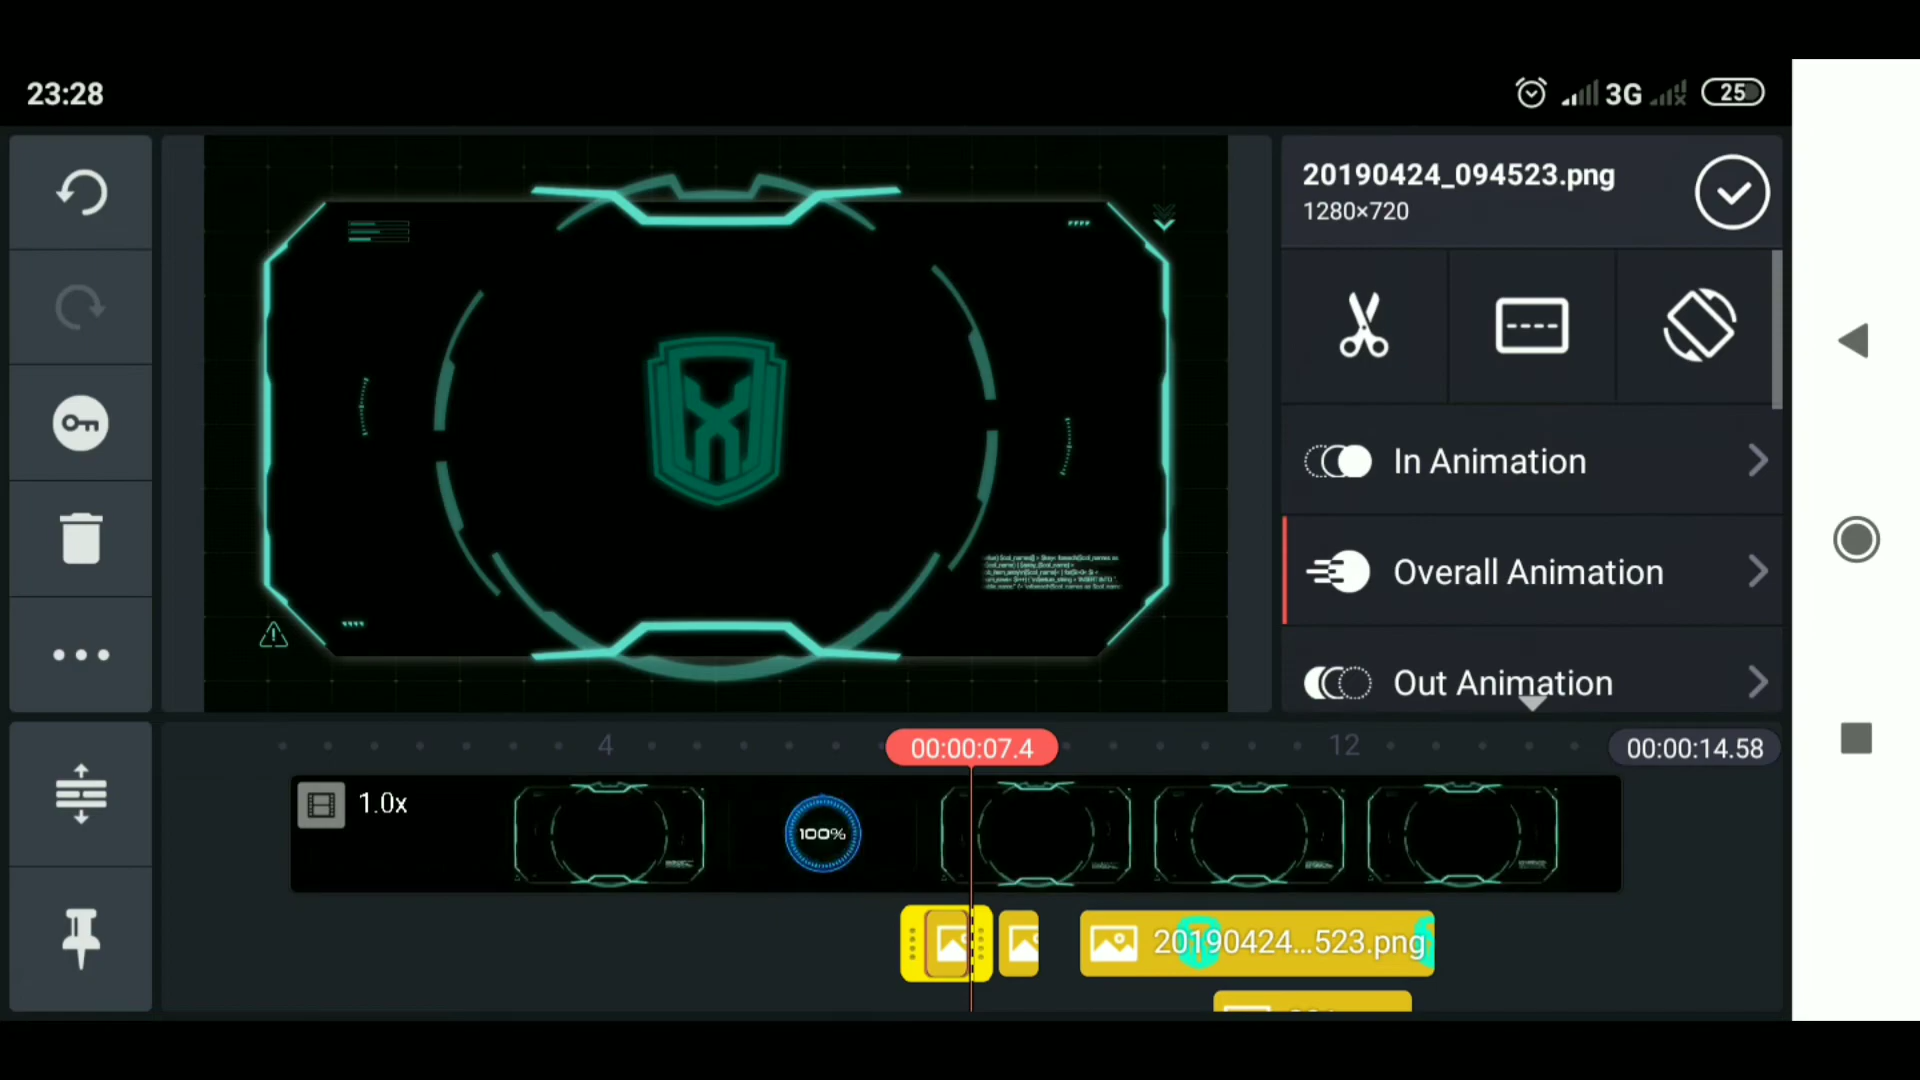 23:28
3G
25
20190424_094523.png
1280×720
In Animation
Overall Animation
Out Animation
4
00:00:07.4
12
00:00:14.58
1.0x
100%
20190424...523.png